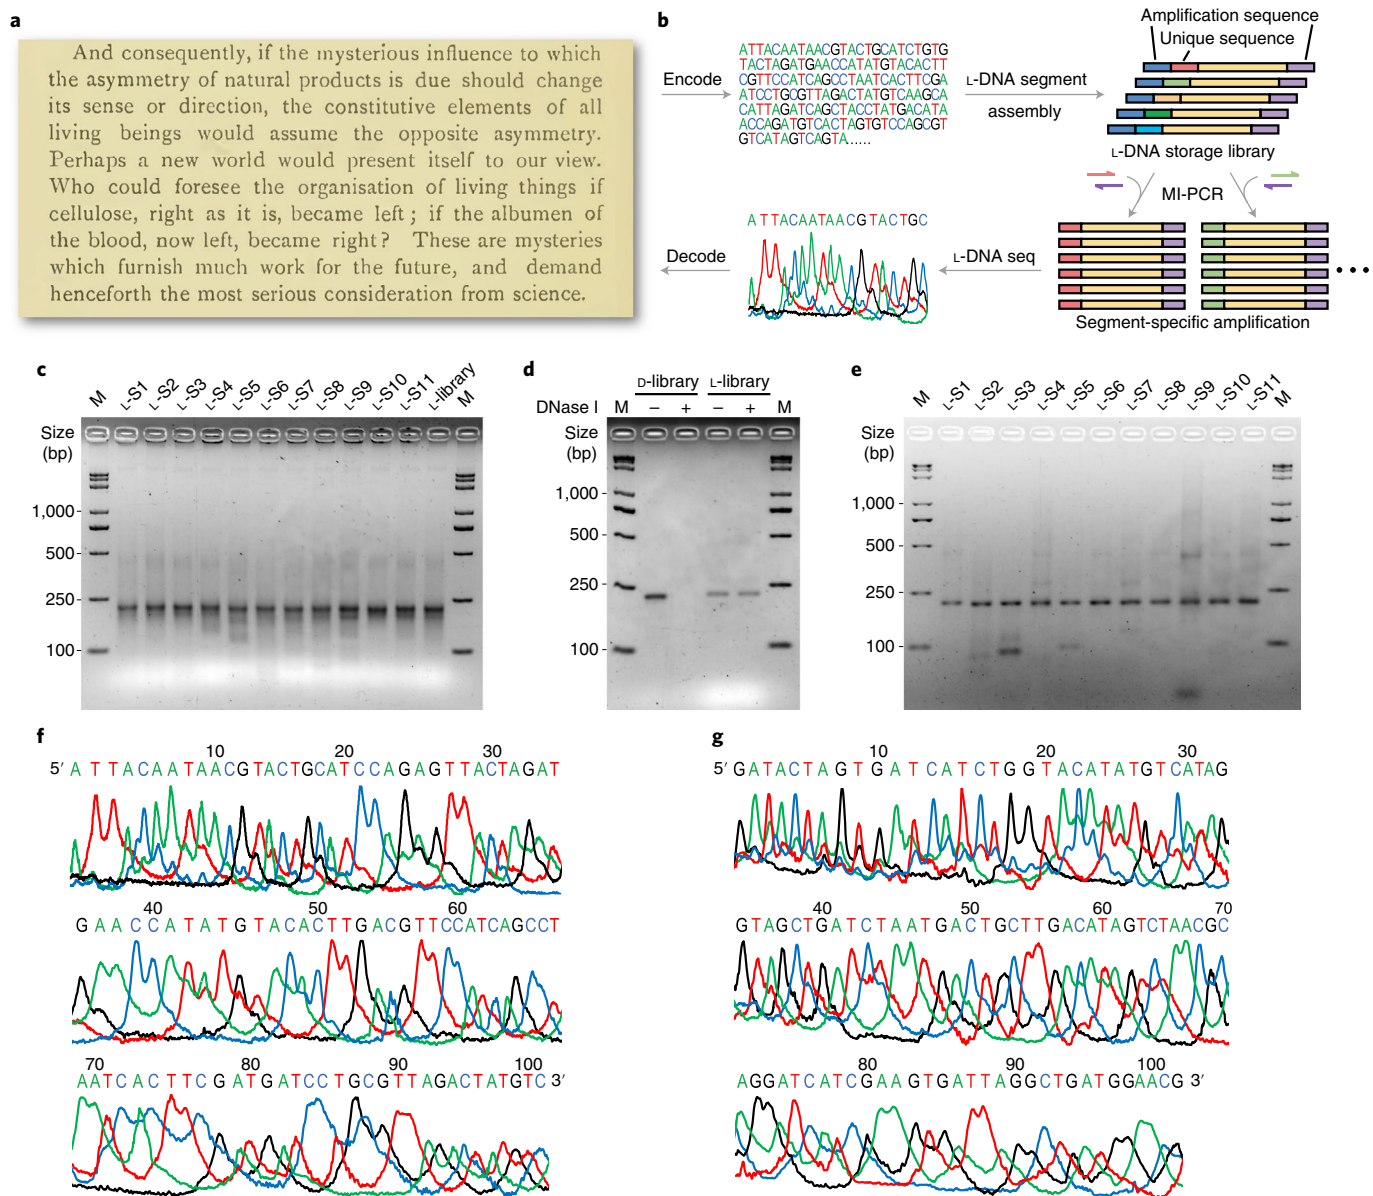 a
And consequently, if the mysterious influence to which
the asymmetry of natural products is due should change
its sense or direction, the constitutive elements of all
living beings would assume the opposite asymmetry.
Perhaps a new world would present itself to our view.
Who could foresee the organisation of living things if
cellulose, right as it is, became left; if the albumen of
the blood, now left, became right? These are mysteries
which furnish much work for the future, and demand
henceforth the most serious consideration from science.
b
Encode
ATTACAATAACGTACTGCATCTGTG
TACTAGATGAACCATATGTACACTT
CGTTCCATCAGCCTAATCACTTCGA
ATCCTGCGTTAGACTATGTCAAGCA
CATTAGATCAGCTACCTATGACATA
ACCAGATGTCACTAGTGTCCAGCGT
GTCATAGTCAGTA.....
L-DNA segment
assembly
Amplification sequence
Unique sequence
L-DNA storage library
MI-PCR
Segment-specific amplification
L-DNA seq
ATTACAATAACGTACTGC
Decode
c
M L-S1 L-S2 L-S3 L-S4 L-S5 L-S6 L-S7 L-S8 L-S9 L-S10 L-S11 L-library M
Size
(bp)
1,000
500
250
100
d
D-library L-library
DNase I M – + – + M
Size
(bp)
1,000
500
250
100
e
M L-S1 L-S2 L-S3 L-S4 L-S5 L-S6 L-S7 L-S8 L-S9 L-S10 L-S11 M
Size
(bp)
1,000
500
250
100
f
10 20 30
5′ ATTACAATAACGTACTGCATCCAGAGTTACTAGAT
40 50 60
GAACCATATGTACACTTGACGTTCCATCAGCCT
70 80 90 100
AATCACTTCGATGATCCTGCGTTAGACTATGTC 3′
g
10 20 30
5′ GATACTAGTGATCATCTGGTACATATGTCATAG
40 50 60 70
GTAGCTGATCTAATGACTGCTTGACATAGTCTAACGC
80 90 100
AGGATCATCGAAGTGATTAGGCTGATGGAACG 3′